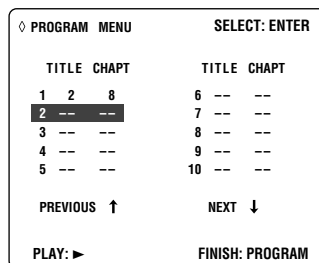 ◊ PROGRAM MENU SELECT: ENTER
TITLE CHAPT TITLE CHAPT
1 2 8 6 –– ––
2 –– –– 7 –– ––
3 –– –– 8 –– ––
4 –– –– 9 –– ––
5 –– –– 10 –– ––
PREVIOUS ↑ NEXT ↓
PLAY: ► FINISH: PROGRAM